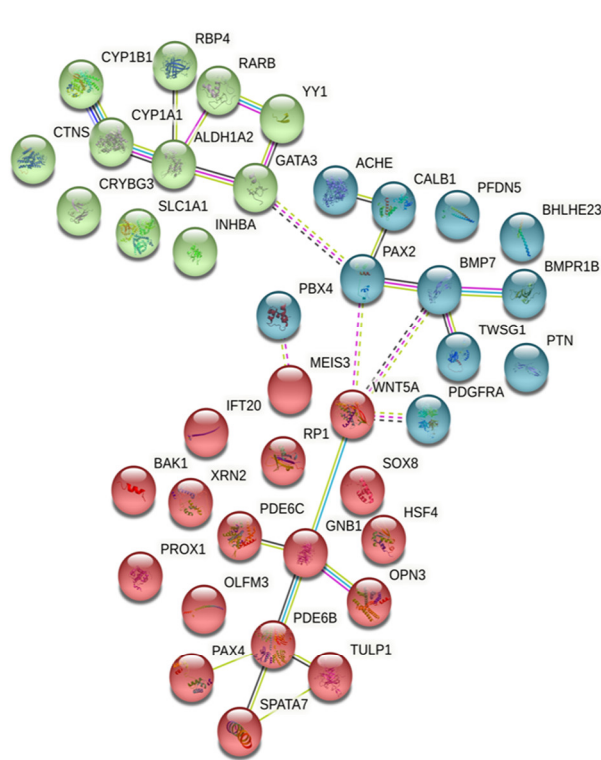 RBP4
CYP1B1
RARB
YY1
CYP1A1
CTNS
ALDH1A2
GATA3
ACHE
CALB1
PFDN5
CRYBG3
SLC1A1
BHLHE23
INHBA
PAX2
BMP7
BMPR1B
PBX4
TWSG1
PTN
MEIS3
WNT5A
PDGFRA
IFT20
RP1
BAK1
XRN2
SOX8
PDE6C
GNB1
HSF4
PROX1
OPN3
OLFM3
PDE6B
PAX4
TULP1
SPATA7